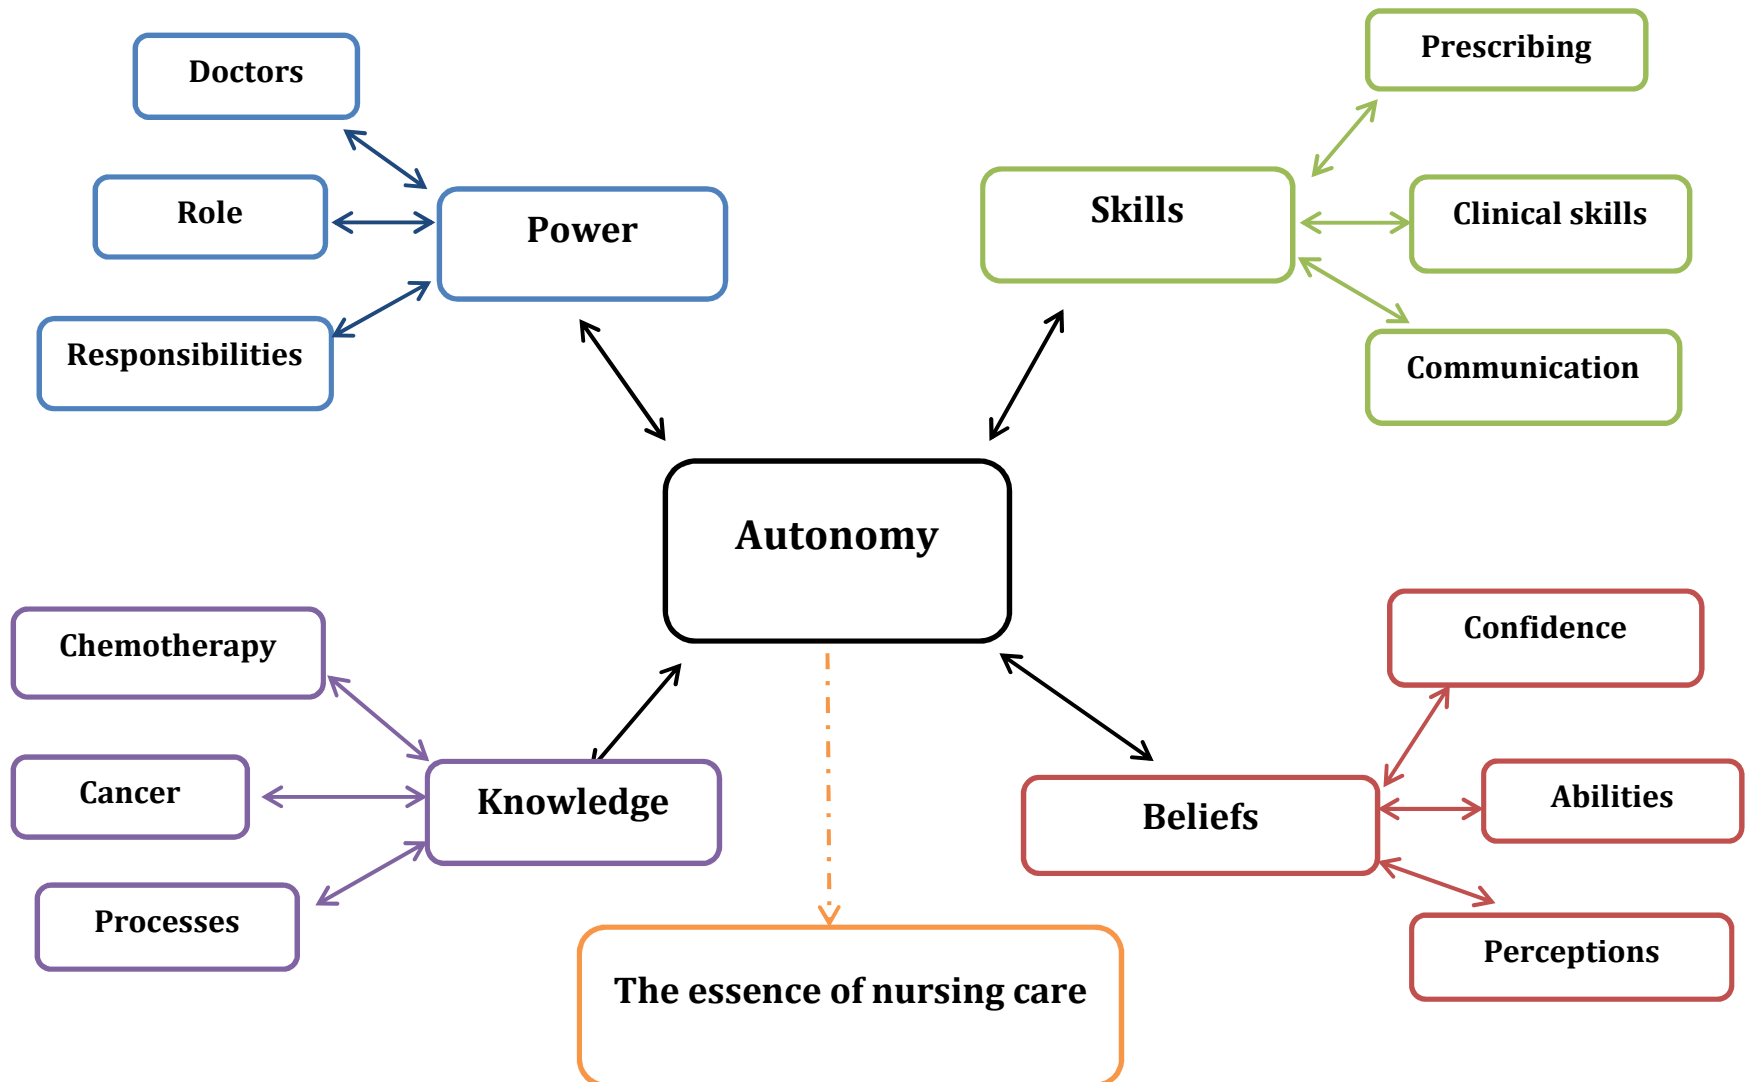 Doctors
Role
Responsibilities
Power
Prescribing
Skills
Clinical skills
Communication
Autonomy
Chemotherapy
Cancer
Processes
Knowledge
Confidence
Beliefs
Abilities
Perceptions
The essence of nursing care